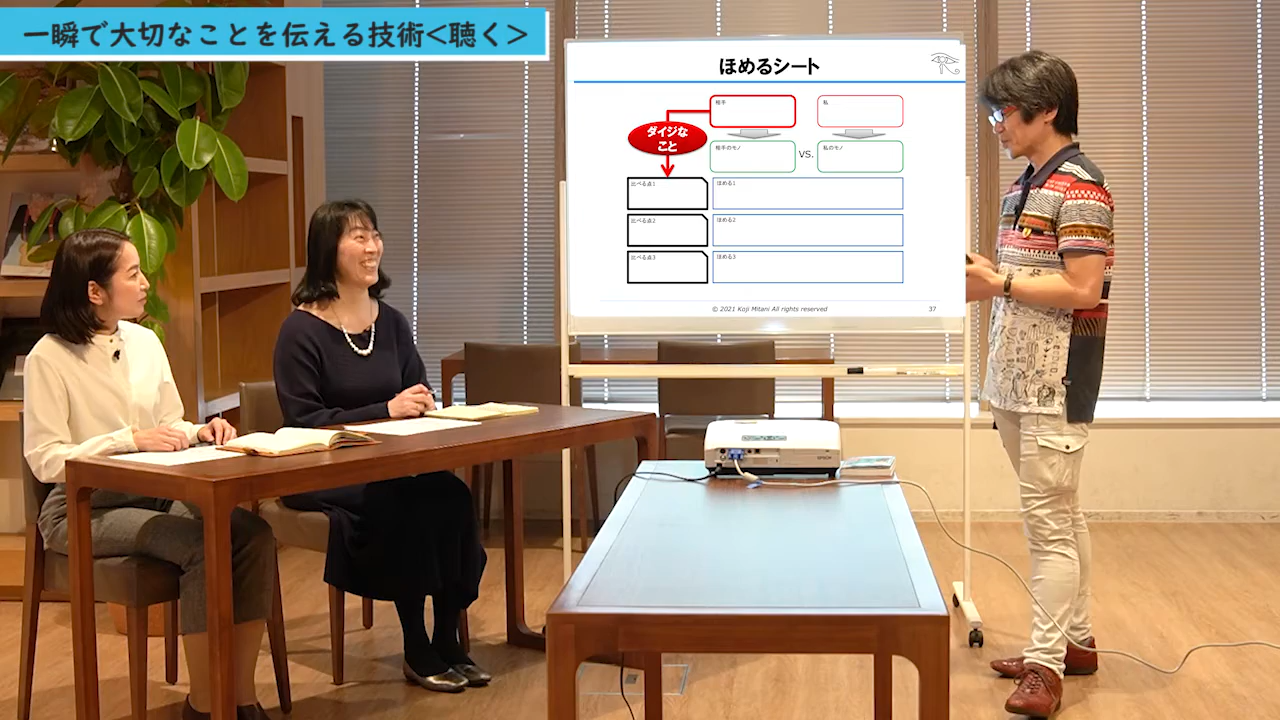 一瞬で大切なことを伝える技術<聴く>
ほめるシート
相手
私
ダイジな
こと
相手のモノ
VS.
私のモノ
比べる点1
ほめる1
比べる点2
ほめる2
比べる点3
ほめる3
© 2021 Koji Mitani All rights reserved
37
EPSON